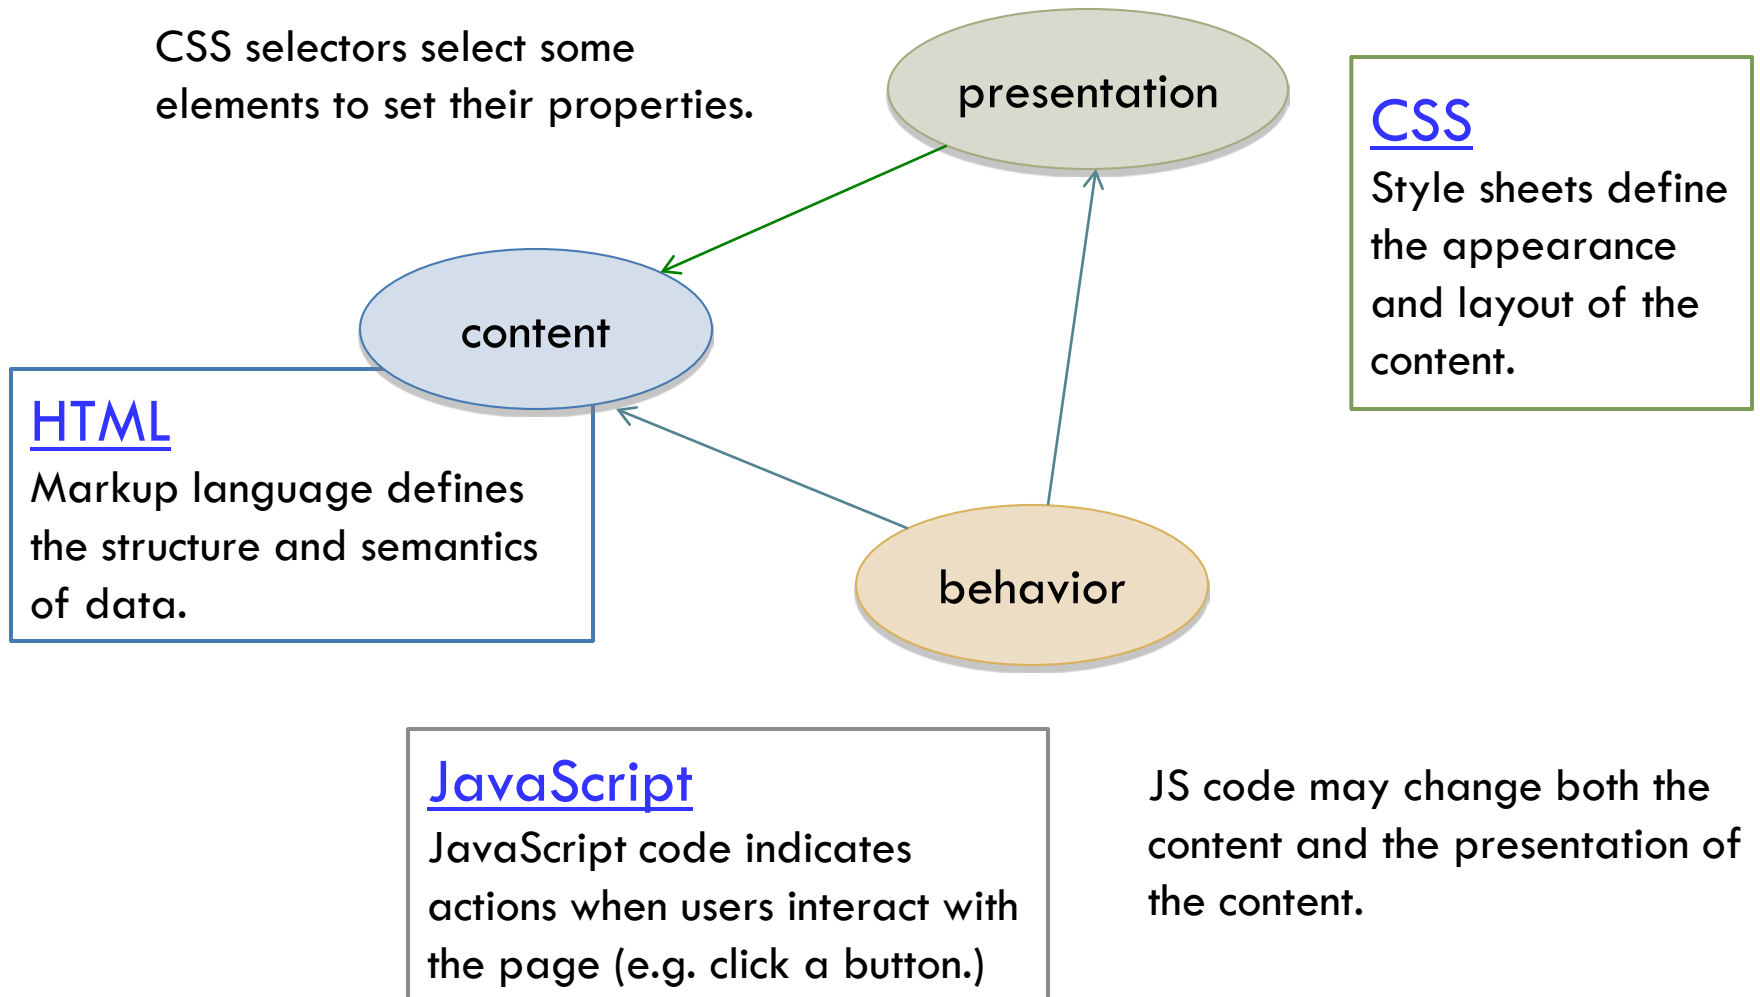 CSS selectors select some
elements to set their properties.
presentation
CSS
Style sheets define
the appearance
and layout of the
content.
content
HTML
Markup language defines
the structure and semantics
of data.
behavior
JavaScript
JavaScript code indicates
actions when users interact with
the page (e.g. click a button.)
JS code may change both the
content and the presentation of
the content.